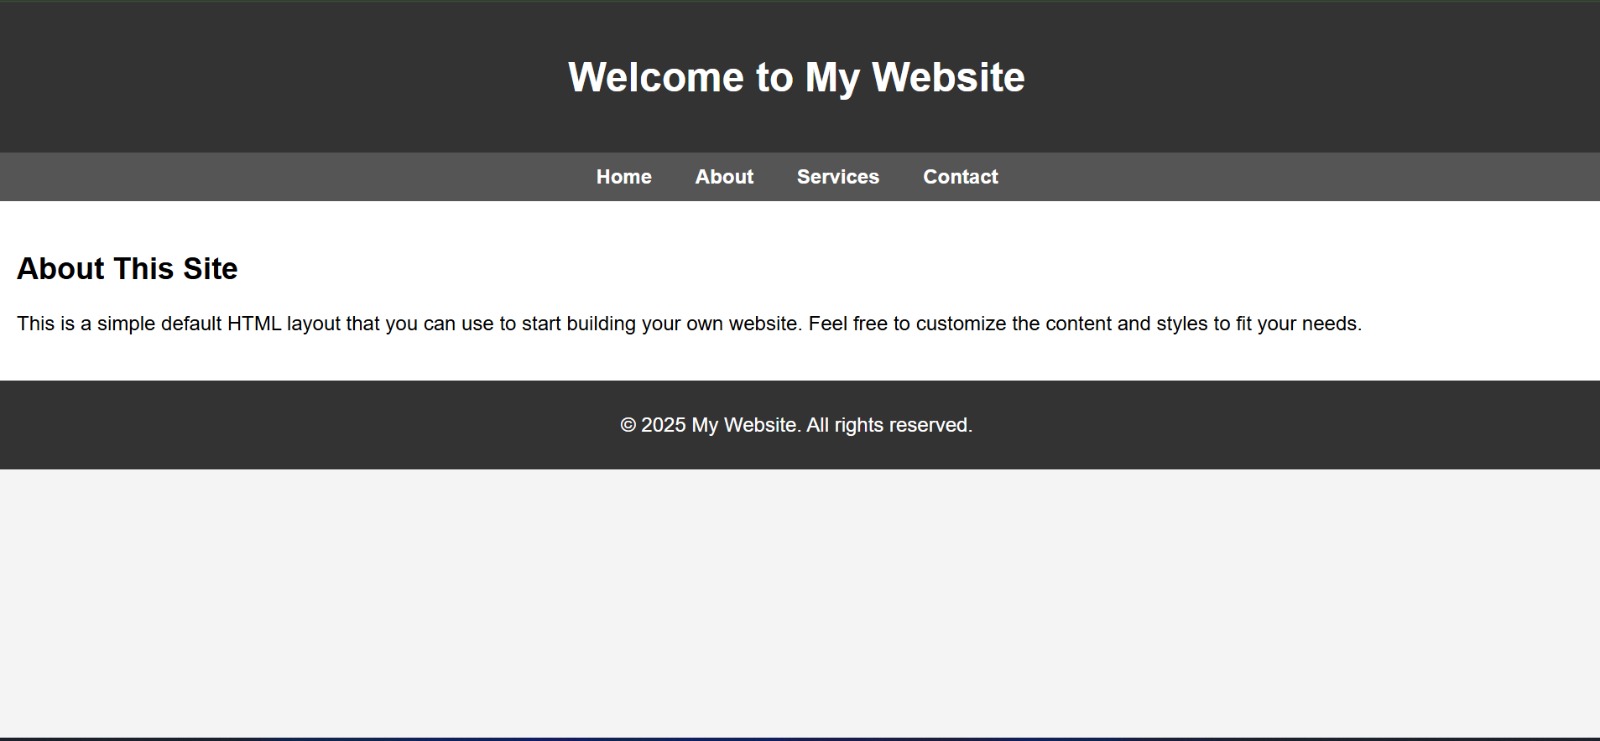 Welcome to My Website
Home About Services Contact
About This Site
This is a simple default HTML layout that you can use to start building your own website. Feel free to customize the content and styles to fit your needs.
© 2025 My Website. All rights reserved.